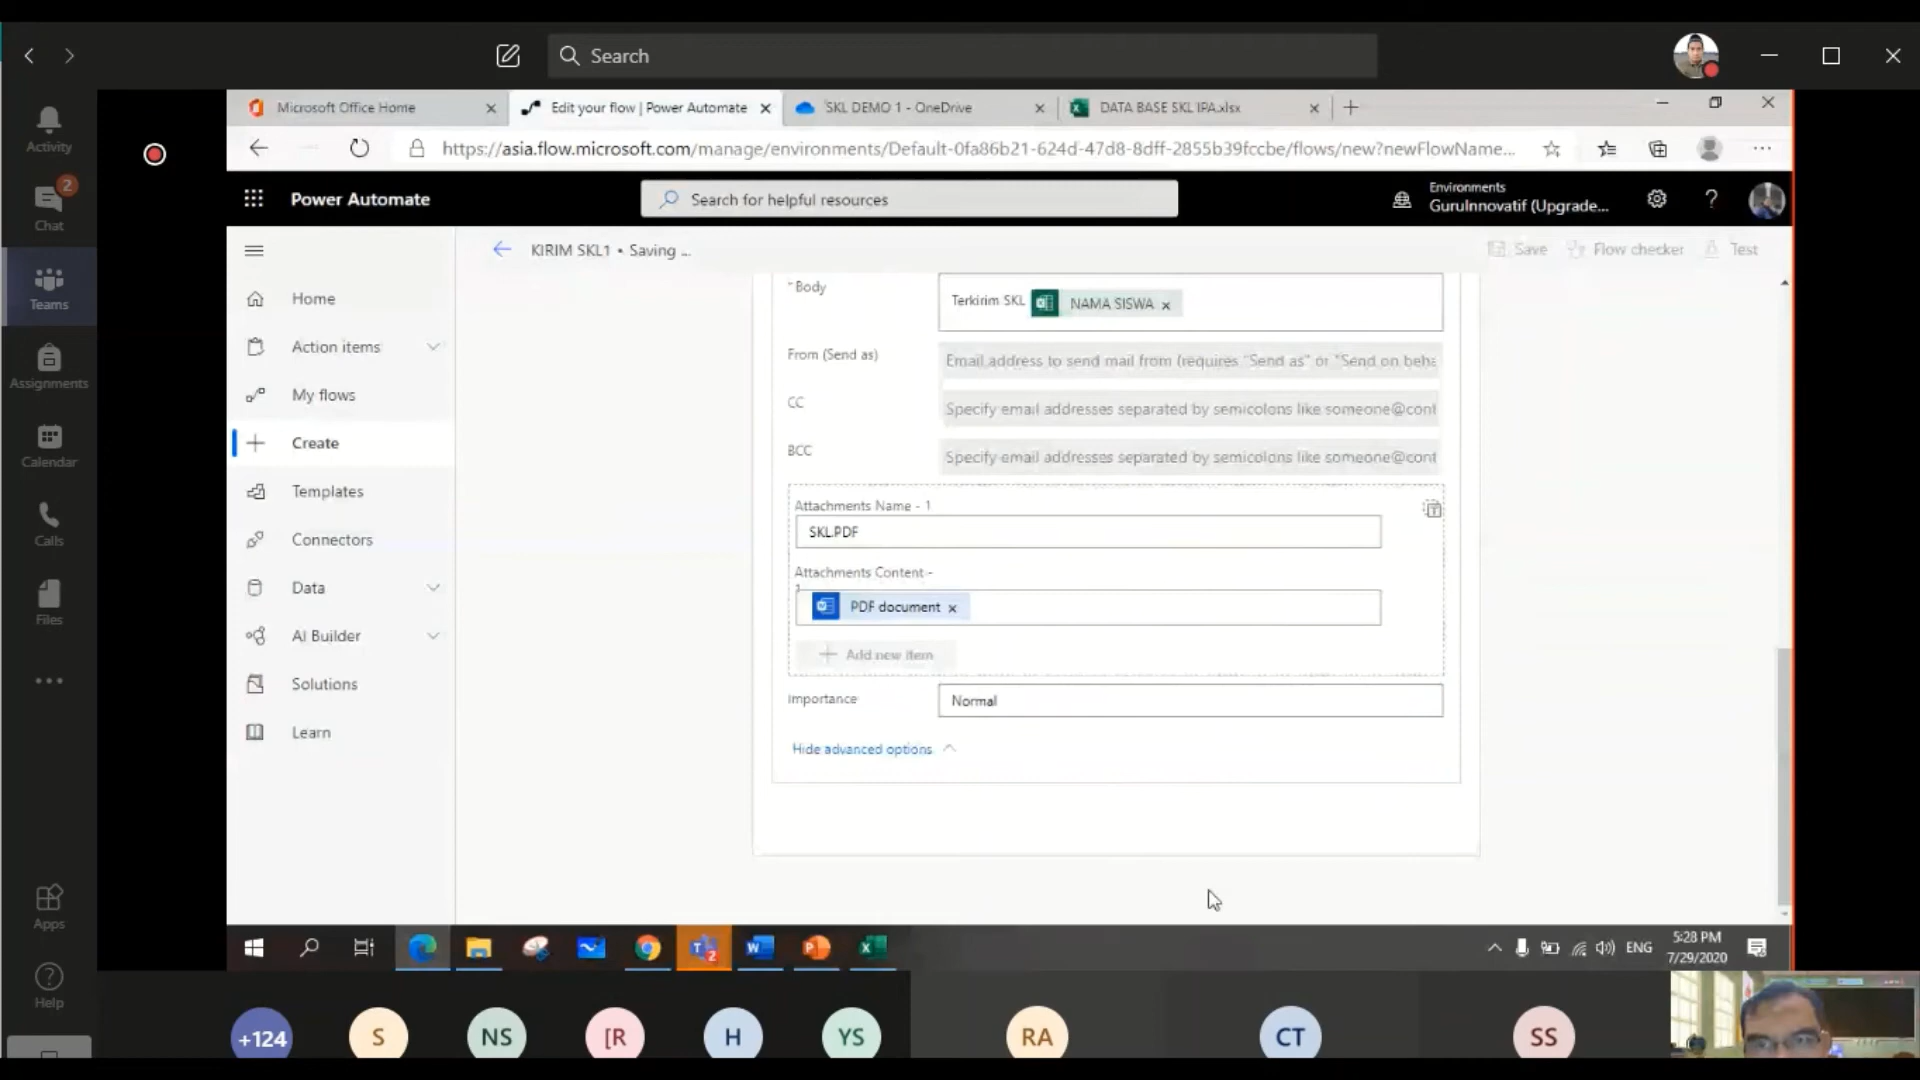 Search
Microsoft Office Home
Edit your flow | Power Automate
SKL DEMO 1 - OneDrive
DATA BASE SKL IPA.xlsx
https://asia.flow.microsoft.com/manage/environments/Default-0fa86b21-624d-47d8-8dff-2855b39fccbe/flows/new?newFlowName...
Power Automate
Search for helpful resources
Environments
GuruInnovatif (Upgrade...
KIRIM SKL1 • Saving ...
Save
Flow checker
Test
Activity
2
Chat
Teams
Assignments
Calendar
Calls
Files
Apps
Help
Home
Action items
My flows
Create
Templates
Connectors
Data
AI Builder
Solutions
Learn
* Body
Terkirim SKL NAMA SISWA
From (Send as)
Email address to send mail from (requires "Send as" or "Send on beha
CC
Specify email addresses separated by semicolons like someone@cont
BCC
Specify email addresses separated by semicolons like someone@cont
Attachments Name - 1
SKL.PDF
Attachments Content -
1
PDF document
Add new item
Importance
Normal
Hide advanced options
ENG
5:28 PM
7/29/2020
+124
S
NS
[R
H
YS
RA
CT
SS